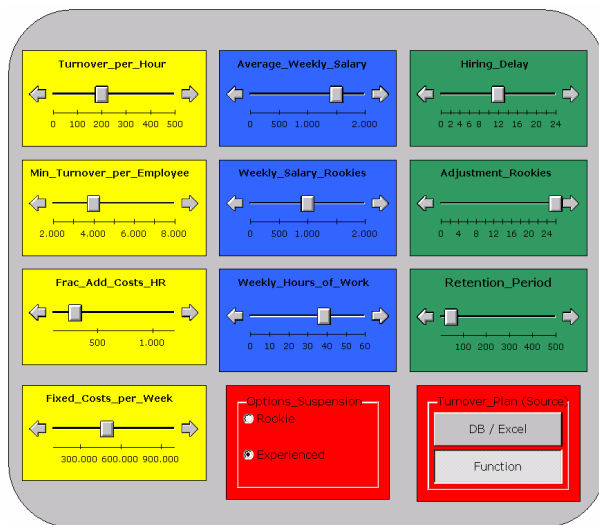 Turnover_per_Hour
0 100 200 300 400 500
Average_Weekly_Salary
0 500 1.000 2.000
Hiring_Delay
0 2 4 6 8 12 16 20 24
Min_Turnover_per_Employee
2.000 4.000 6.000 8.000
Weekly_Salary_Rookies
0 500 1.000 2.000
Adjustment_Rookies
0 4 8 12 16 20 24
Frac_Add_Costs_HR
500 1.000
Weekly_Hours_of_Work
0 10 20 30 40 50 60
Retention_Period
100 200 300 400 500
Fixed_Costs_per_Week
300.000 600.000 900.000
Options_Suspension
Rookie
Experienced
Turnover_Plan (Source)
DB / Excel
Function